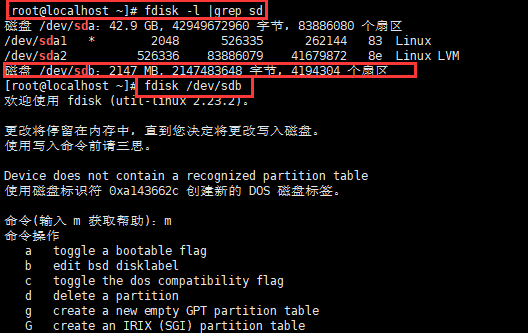 [root@localhost ~]# fdisk -l |grep sd
磁盘 /dev/sda：42.9 GB, 42949672960 字节，83886080 个扇区
/dev/sda1   *        2048      526335      262144   83  Linux
/dev/sda2          526336    83886079    41679872   8e  Linux LVM
磁盘 /dev/sdb：2147 MB, 2147483648 字节，4194304 个扇区
[root@localhost ~]# fdisk /dev/sdb
欢迎使用 fdisk (util-linux 2.23.2)。
更改将停留在内存中，直到您决定将更改写入磁盘。
使用写入命令前请三思。
Device does not contain a recognized partition table
使用磁盘标识符 0xa143662c 创建新的 DOS 磁盘标签。
命令(输入 m 获取帮助)：m
命令操作
a   toggle a bootable flag
b   edit bsd disklabel
c   toggle the dos compatibility flag
d   delete a partition
g   create a new empty GPT partition table
G   create an IRIX (SGI) partition table